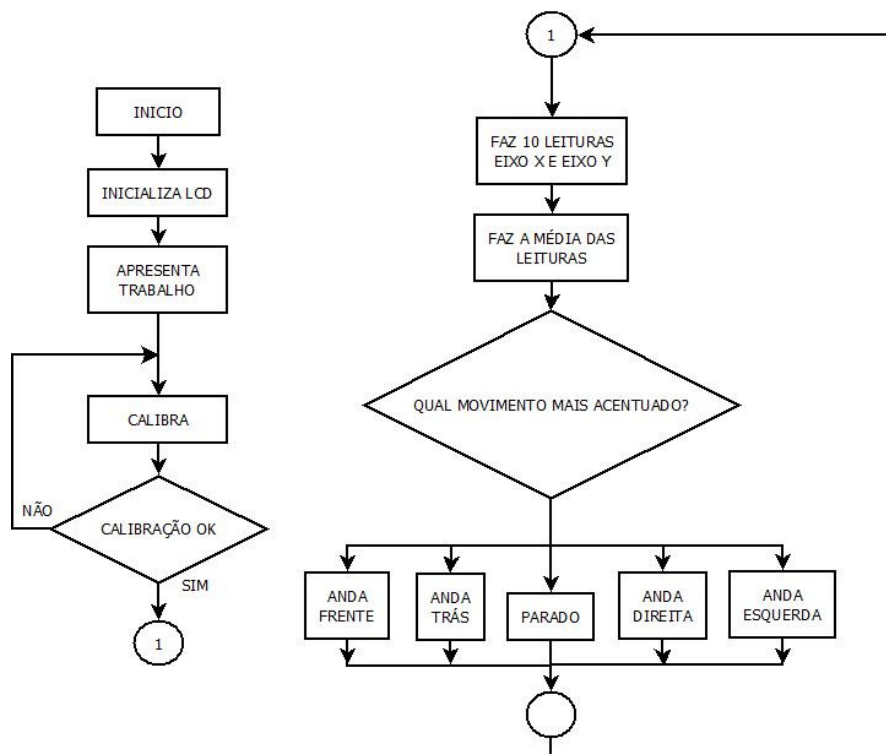 INICIO
INICIALIZA LCD
APRESENTA
TRABALHO
CALIBRA
CALIBRAÇÃO OK
NÃO
SIM
1
1
FAZ 10 LEITURAS
EIXO X E EIXO Y
FAZ A MÉDIA DAS
LEITURAS
QUAL MOVIMENTO MAIS ACENTUADO?
ANDA
FRENTE
ANDA
TRÁS
PARADO
ANDA
DIREITA
ANDA
ESQUERDA